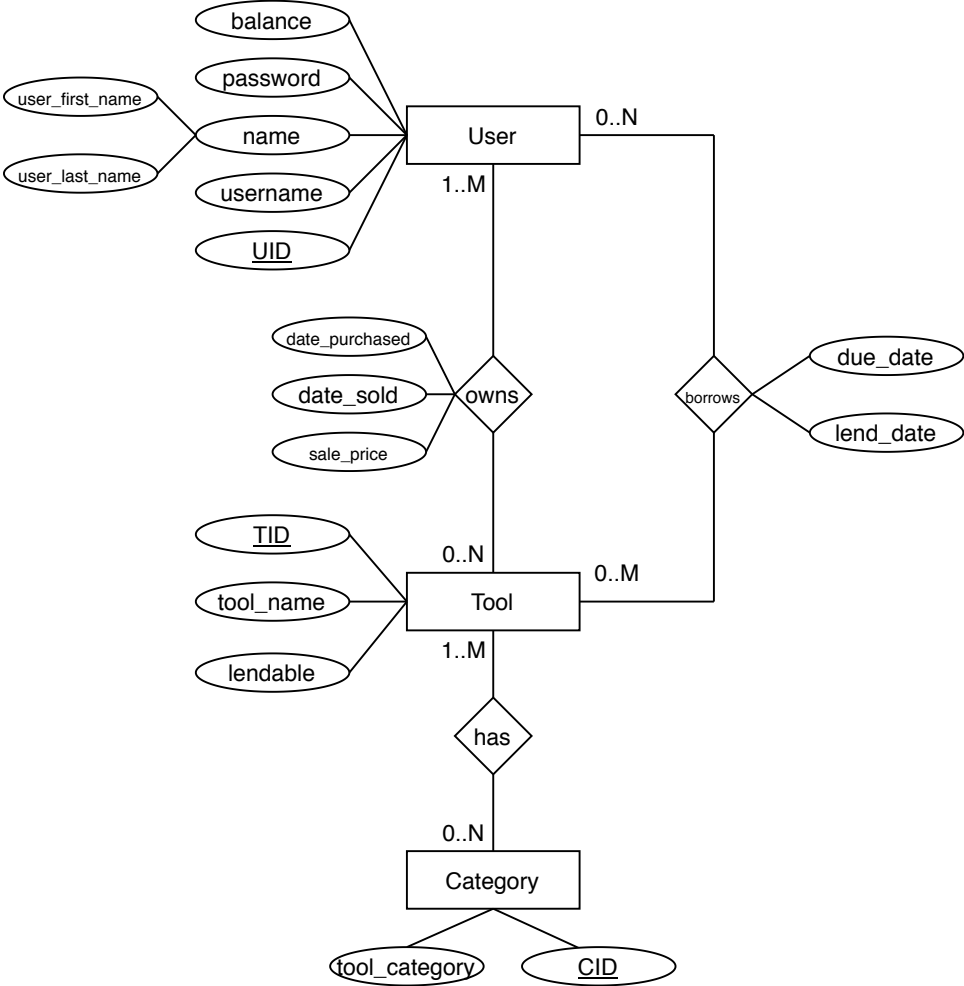 balance
password
user_first_name
name
user_last_name
username
UID
User
0..N
1..M
date_purchased
date_sold
sale_price
owns
borrows
due_date
lend_date
TID
tool_name
lendable
0..N
Tool
0..M
1..M
has
0..N
Category
tool_category
CID